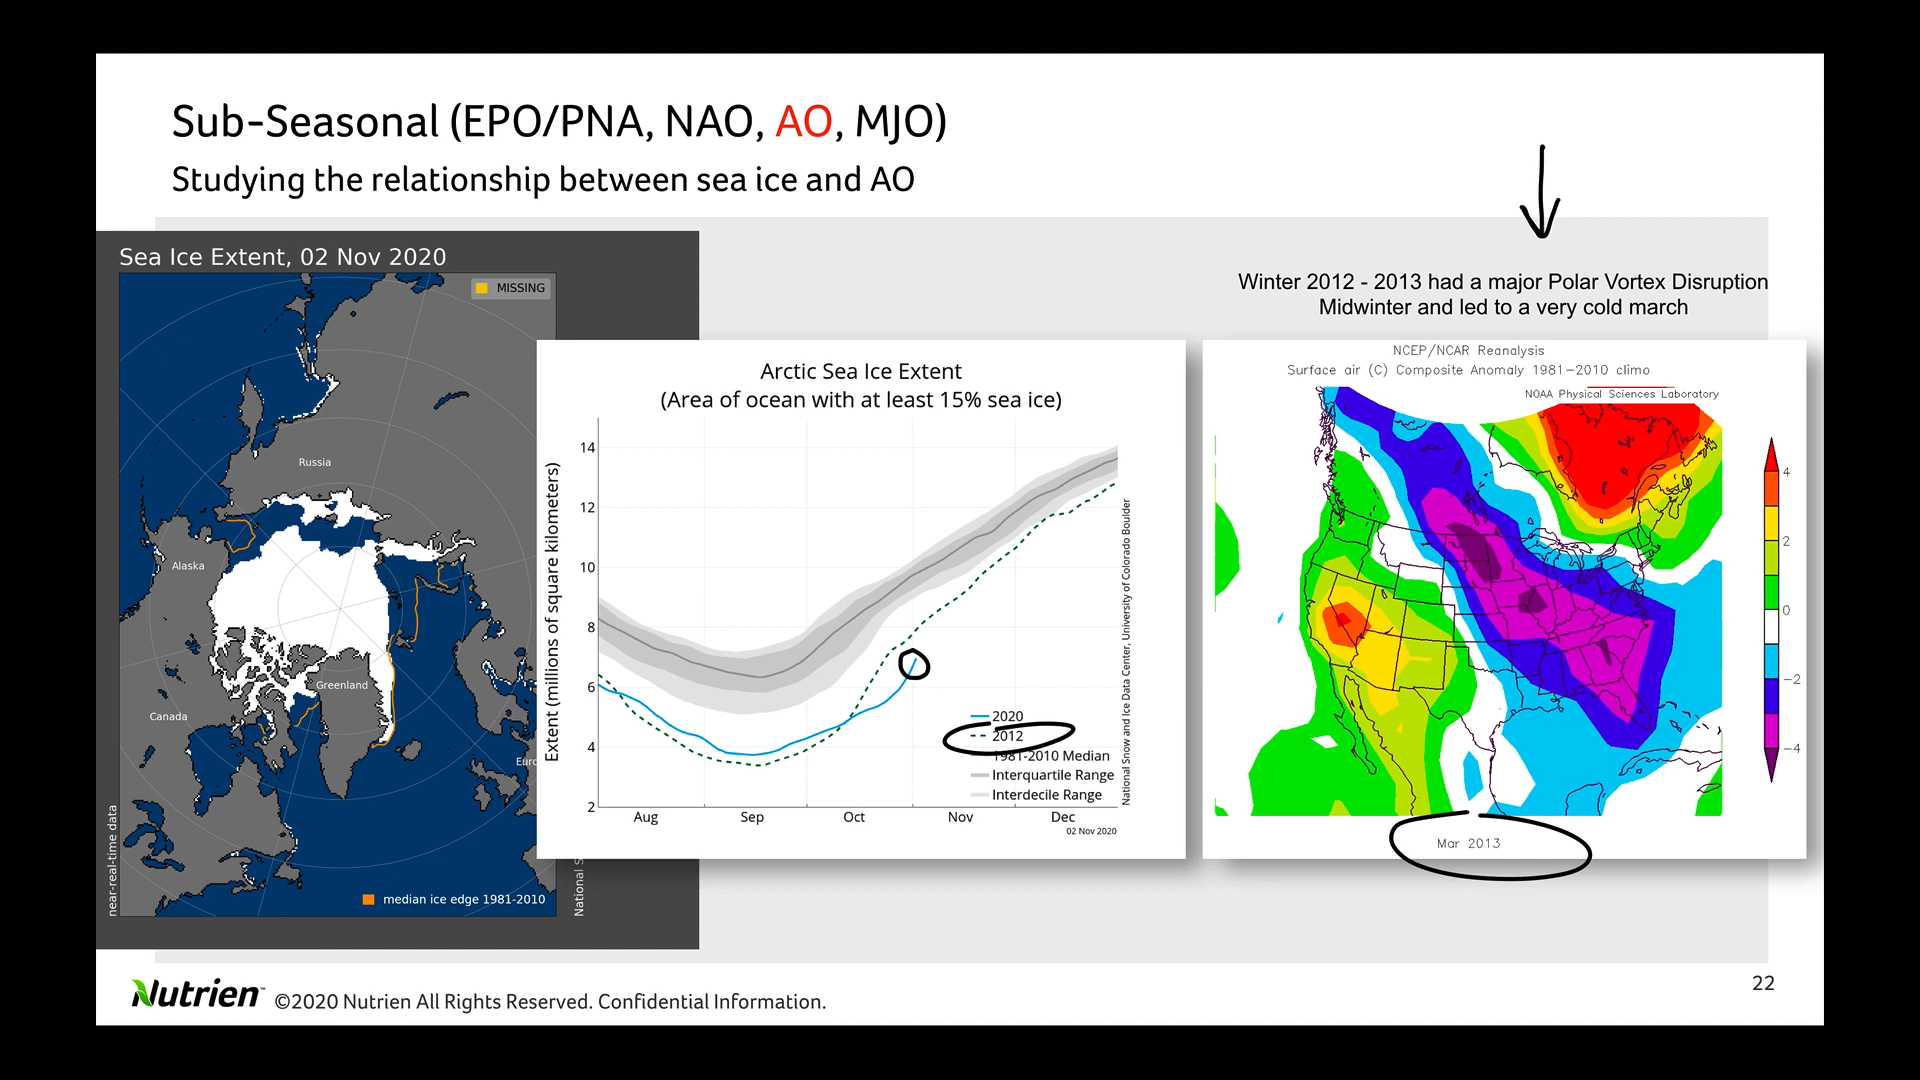 Sub-Seasonal (EPO/PNA, NAO, AO, MJO)
Studying the relationship between sea ice and AO
Sea Ice Extent, 02 Nov 2020
MISSING
Russia
Alaska
Greenland
Canada
Euro
near-real-time data
median ice edge 1981-2010
National S
Arctic Sea Ice Extent
(Area of ocean with at least 15% sea ice)
Extent (millions of square kilometers)
14
12
10
8
6
4
2
Aug Sep Oct Nov Dec
02 Nov 2020
2020
2012
1981-2010 Median
Interquartile Range
Interdecile Range
National Snow and Ice Data Center, University of Colorado Boulder
Winter 2012 - 2013 had a major Polar Vortex Disruption
Midwinter and led to a very cold march
NCEP/NCAR Reanalysis
Surface air (C) Composite Anomaly 1981-2010 climo
NOAA Physical Sciences Laboratory
4
2
0
-2
-4
Mar 2013
Nutrien™ ©2020 Nutrien All Rights Reserved. Confidential Information.
22